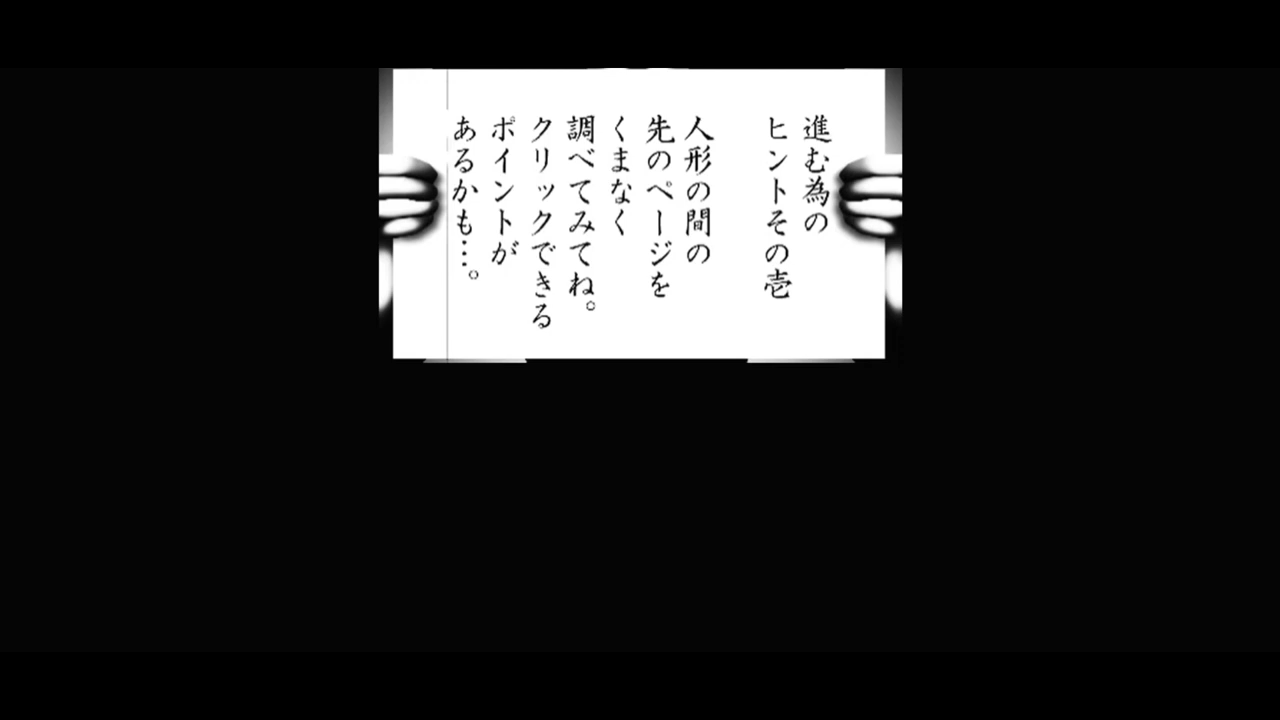 進む為の
ヒントその壱
人形の間の
先のページを
くまなく
調べてみてね。
クリックできる
ポイントが
あるかも…。